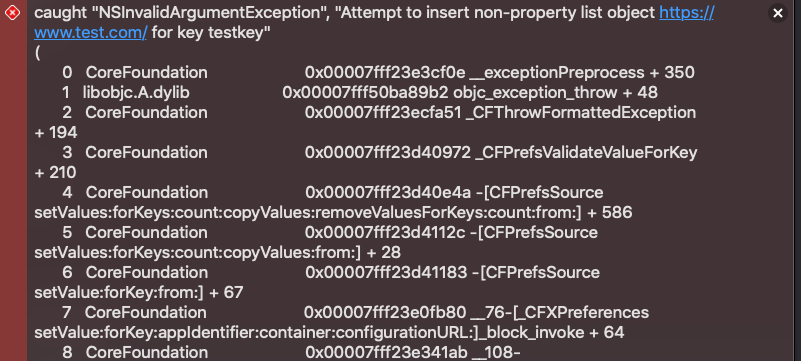 caught "NSInvalidArgumentException", "Attempt to insert non-property list object https://
www.test.com/ for key testkey"
(
0 CoreFoundation 0x00007fff23e3cf0e __exceptionPreprocess + 350
1 libobjc.A.dylib 0x00007fff50ba89b2 objc_exception_throw + 48
2 CoreFoundation 0x00007fff23ecfa51 _CFThrowFormattedException
+ 194
3 CoreFoundation 0x00007fff23d40972 _CFPrefsValidateValueForKey
+ 210
4 CoreFoundation 0x00007fff23d40e4a -[CFPrefsSource
setValues:forKeys:count:copyValues:removeValuesForKeys:count:from:] + 586
5 CoreFoundation 0x00007fff23d4112c -[CFPrefsSource
setValues:forKeys:count:copyValues:from:] + 28
6 CoreFoundation 0x00007fff23d41183 -[CFPrefsSource
setValue:forKey:from:] + 67
7 CoreFoundation 0x00007fff23e0fb80 __76-[_CFXPreferences
setValue:forKey:appIdentifier:container:configurationURL:]_block_invoke + 64
8 CoreFoundation 0x00007fff23e341ab __108-